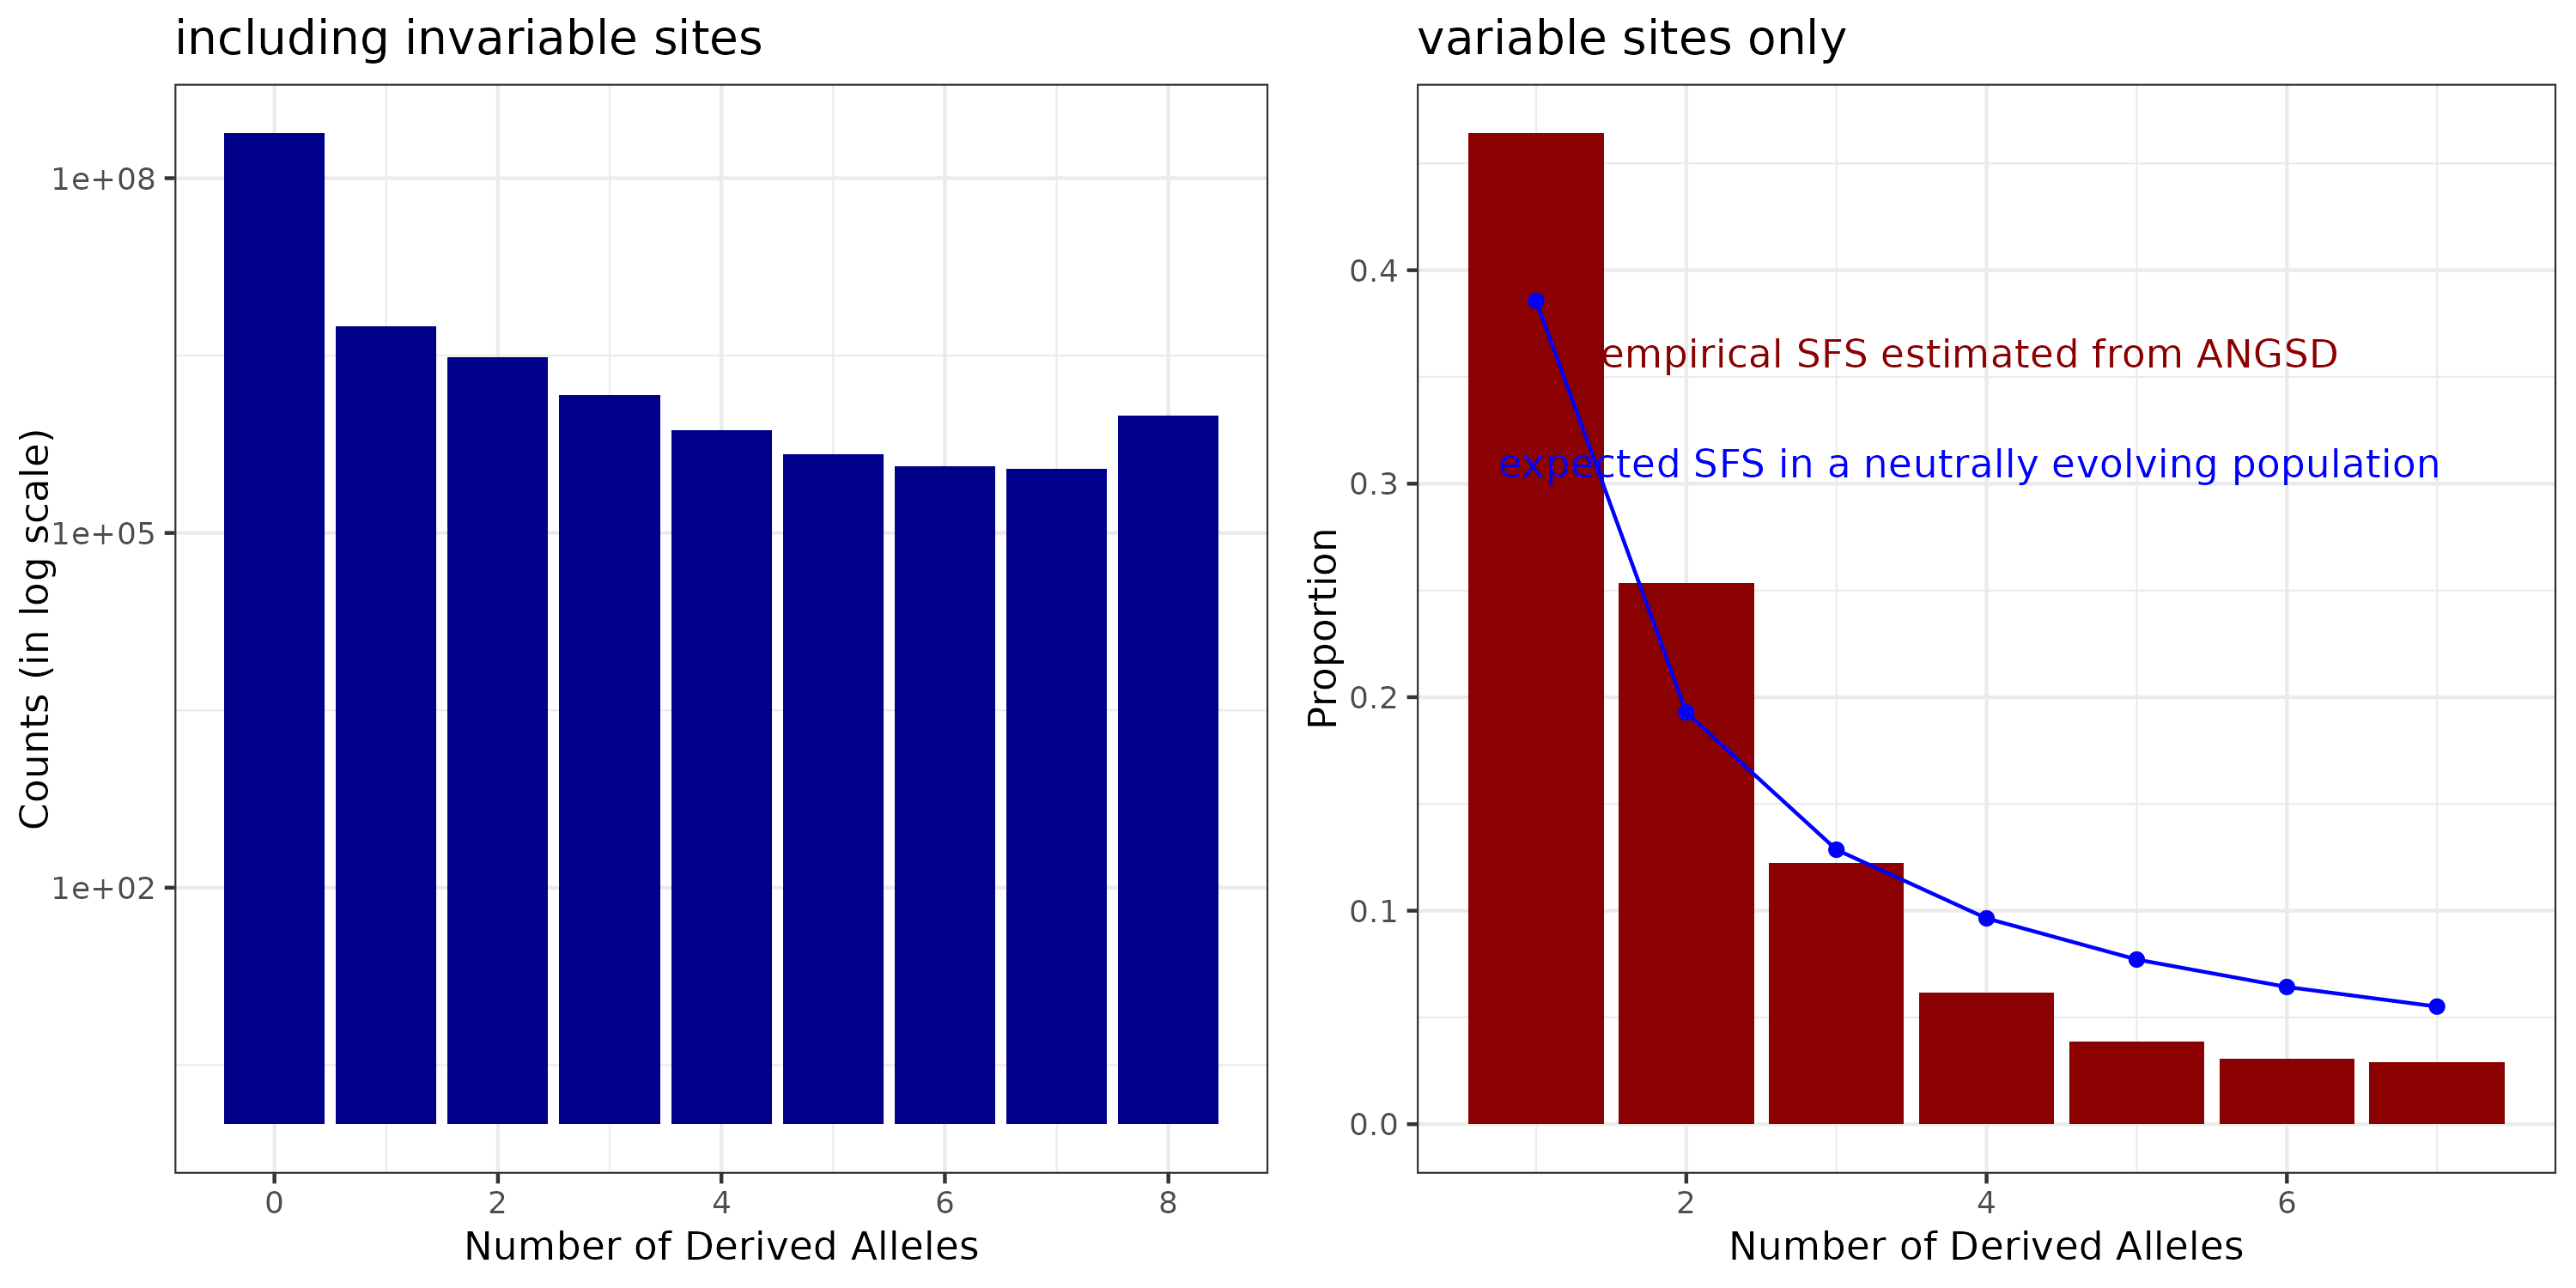 including invariable sites
Counts (in log scale)
1e+08
1e+05
1e+02
0
2
4
6
8
Number of Derived Alleles
variable sites only
Proportion
0.4
0.3
0.2
0.1
0.0
empirical SFS estimated from ANGSD
expected SFS in a neutrally evolving population
2
4
6
Number of Derived Alleles